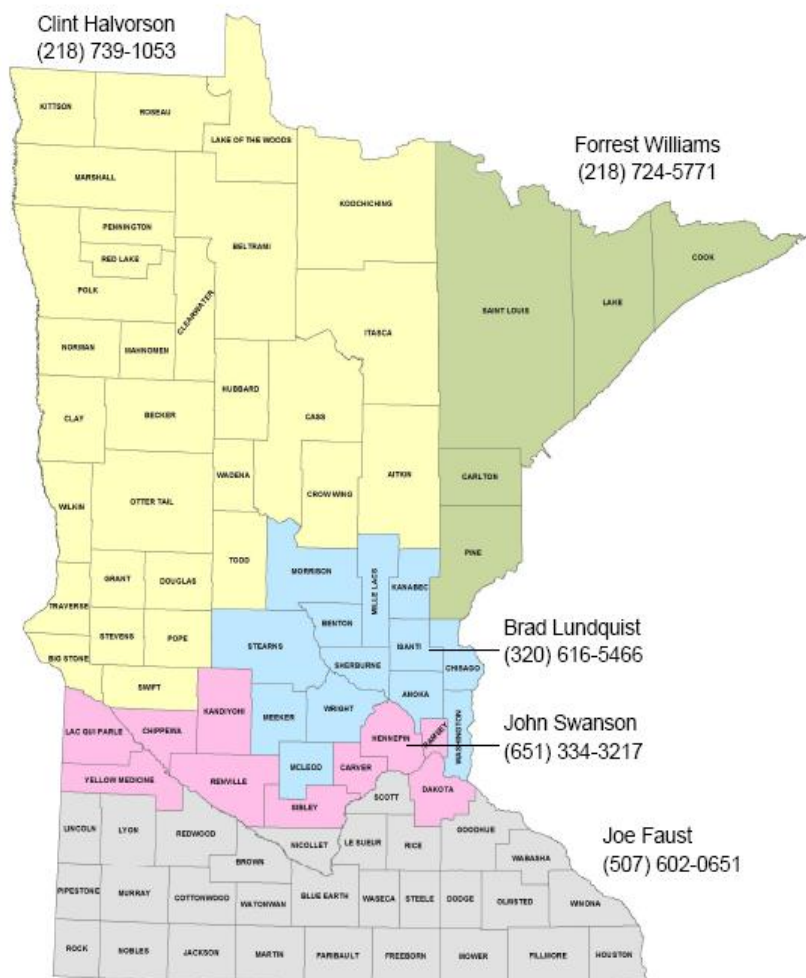 Clint Halvorson
(218) 739-1053
KITTSON
ROSEAU
LAKE OF THE WOODS
Forrest Williams
(218) 724-5771
MARSHALL
KOOCHICHING
PENNINGTON
BELTRAMI
RED LAKE
COOK
POLK
CLEARWATER
SAINT LOUIS
LAKE
ITASCA
NORMAN
MAHNOMEN
HUBBARD
CLAY
BECKER
CASS
AITKIN
WADENA
CARLTON
CROW WING
OTTER TAIL
WILKIN
PINE
TODD
MORRISON
MILLE LACS
GRANT
DOUGLAS
KANABEC
TRAVERSE
BENTON
Brad Lundquist
(320) 616-5466
STEVENS
POPE
STEARNS
ISANTI
BIG STONE
SHERBURNE
CHISAGO
SWIFT
ANOKA
KANDIYOHI
MEEKER
WRIGHT
John Swanson
(651) 334-3217
LAC QUI PARLE
CHIPPEWA
HENNEPIN
RAMSEY
WASHINGTON
MCLEOD
CARVER
YELLOW MEDICINE
RENVILLE
DAKOTA
SCOTT
SIBLEY
LINCOLN
LYON
REDWOOD
NICOLLET
LE SUEUR
RICE
GOODHUE
Joe Faust
(507) 602-0651
BROWN
WABASHA
PIPESTONE
MURRAY
COTTONWOOD
WATONWAN
BLUE EARTH
WASECA
STEELE
DODGE
OLMSTED
WINONA
ROCK
NOBLES
JACKSON
MARTIN
FARIBAULT
FREEBORN
MOWER
FILLMORE
HOUSTON